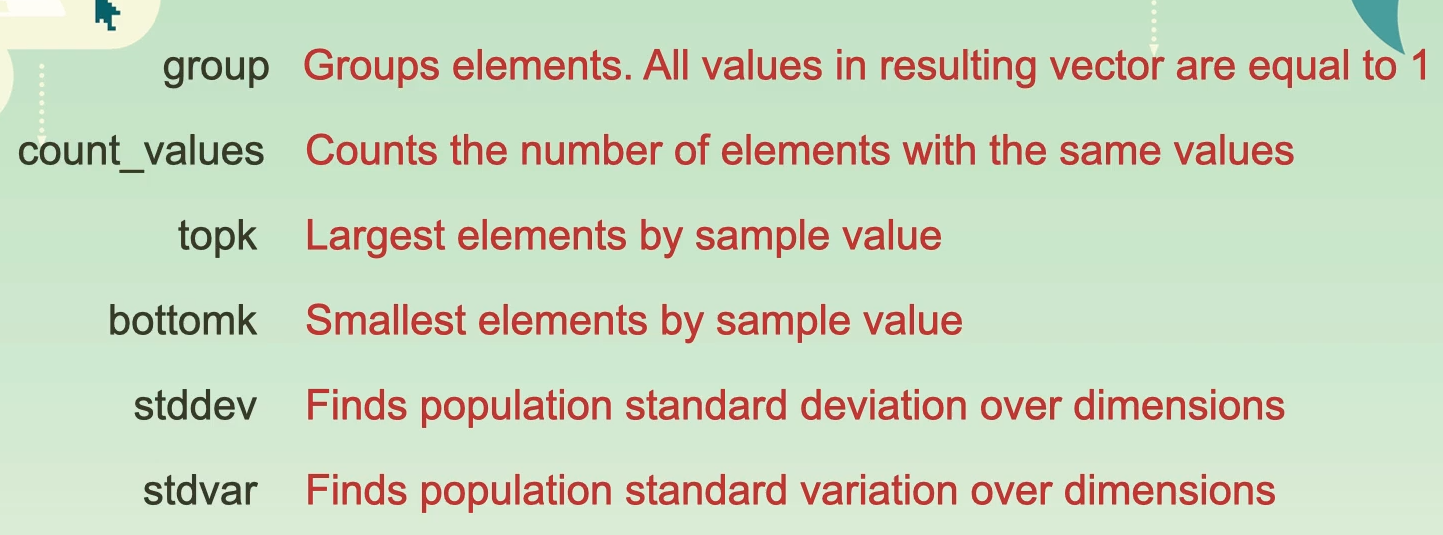 group Groups elements. All values in resulting vector are equal to 1
count_values Counts the number of elements with the same values
topk Largest elements by sample value
bottomk Smallest elements by sample value
stddev Finds population standard deviation over dimensions
stdvar Finds population standard variation over dimensions